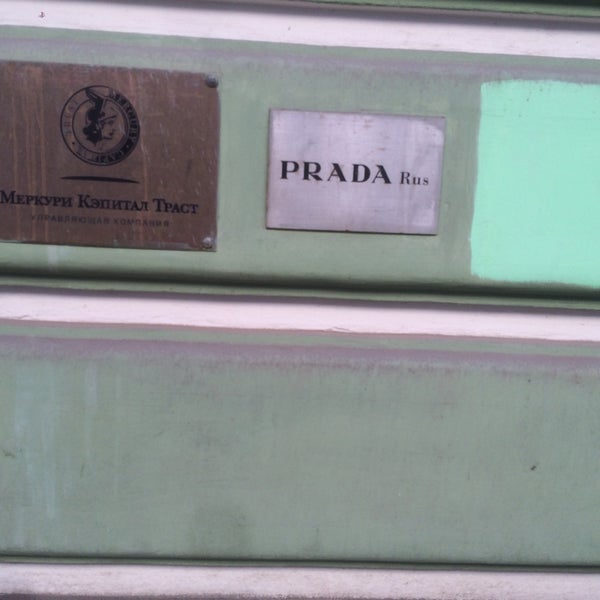 Меркури Кэпитал Траст
УПРАВЛЯЮЩАЯ КОМПАНИЯ
PRADA Rus